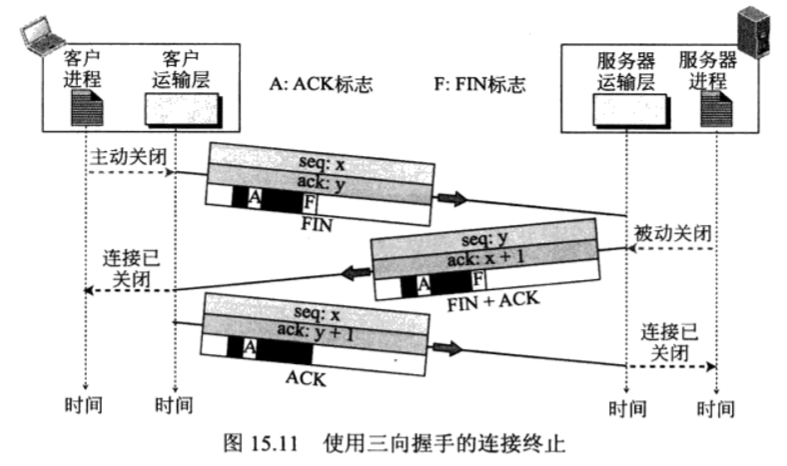 客户
进程
客户
运输层
A: ACK标志
F: FIN标志
服务器
运输层
服务器
进程
主动关闭
seq: x
ack: y
A
F
FIN
被动关闭
seq: y
ack: x + 1
A
F
FIN + ACK
连接已
关闭
seq: x
ack: y + 1
A
ACK
连接已
关闭
时间
时间
时间
时间
图 15.11 使用三向握手的连接终止